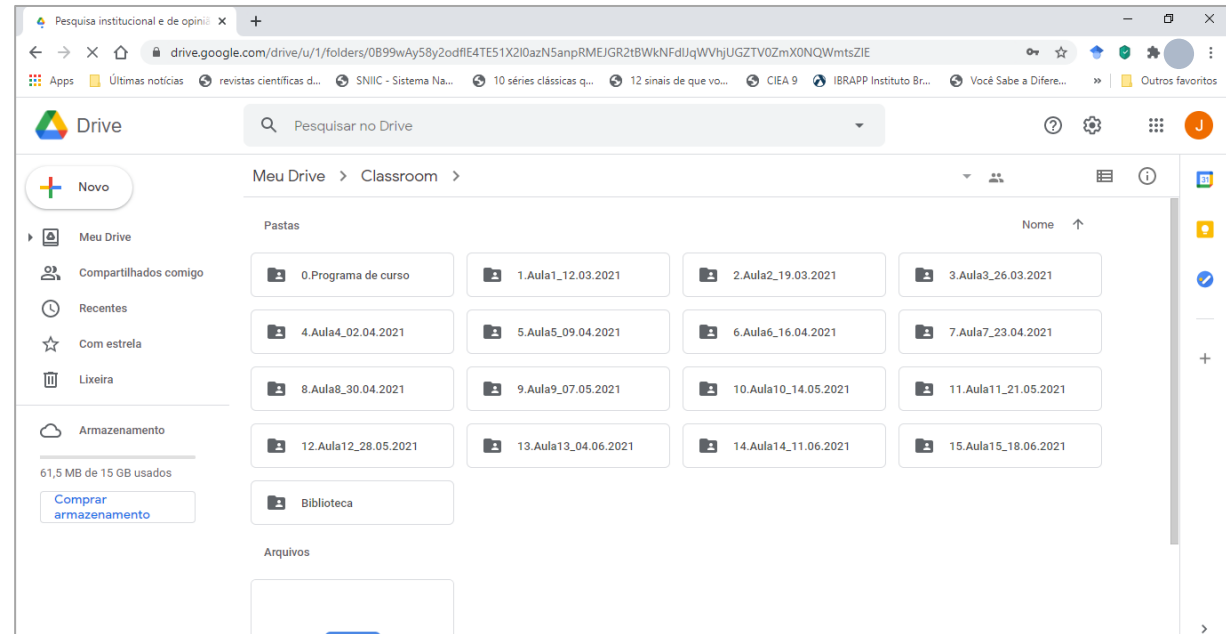 Pesquisa institucional e de opiniã
drive.google.com/drive/u/1/folders/0B99wAy58y2odflE4TE51X2l0azN5anpRMEJGR2tBWkNFdlJqWVhjUGZTV0ZmX0NQWmtsZlE
Apps Últimas notícias revistas científicas d... SNIIC - Sistema Na... 10 séries clássicas q... 12 sinais de que vo... CIEA 9 IBRAPP Instituto Br... Você Sabe a Difere... » Outros favoritos
Drive
Pesquisar no Drive
J
Novo
Meu Drive > Classroom >
31
Pastas
Nome
Meu Drive
Compartilhados comigo
Recentes
Com estrela
Lixeira
Armazenamento
61,5 MB de 15 GB usados
Comprar
armazenamento
0.Programa de curso
1.Aula1_12.03.2021
2.Aula2_19.03.2021
3.Aula3_26.03.2021
4.Aula4_02.04.2021
5.Aula5_09.04.2021
6.Aula6_16.04.2021
7.Aula7_23.04.2021
8.Aula8_30.04.2021
9.Aula9_07.05.2021
10.Aula10_14.05.2021
11.Aula11_21.05.2021
12.Aula12_28.05.2021
13.Aula13_04.06.2021
14.Aula14_11.06.2021
15.Aula15_18.06.2021
Biblioteca
Arquivos